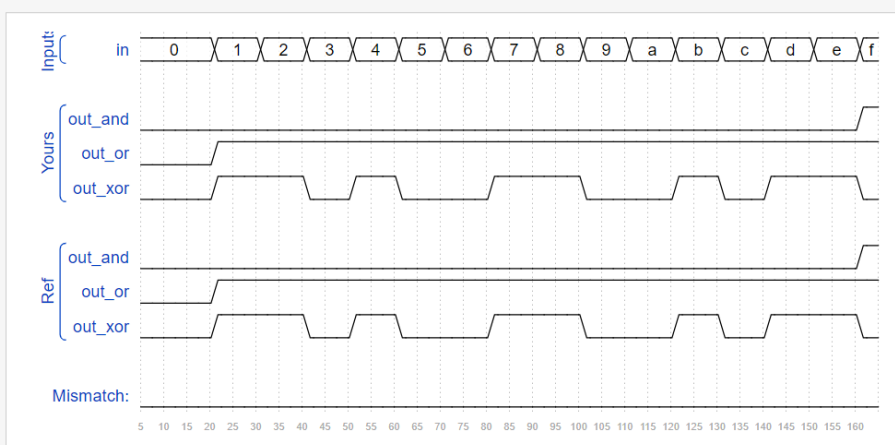 Inputs in 0 1 2 3 4 5 6 7 8 9 a b c d e f
Yours
out_and
out_or
out_xor
Ref
out_and
out_or
out_xor
Mismatch:
5 10 15 20 25 30 35 40 45 50 55 60 65 70 75 80 85 90 95 100 105 110 115 120 125 130 135 140 145 150 155 160